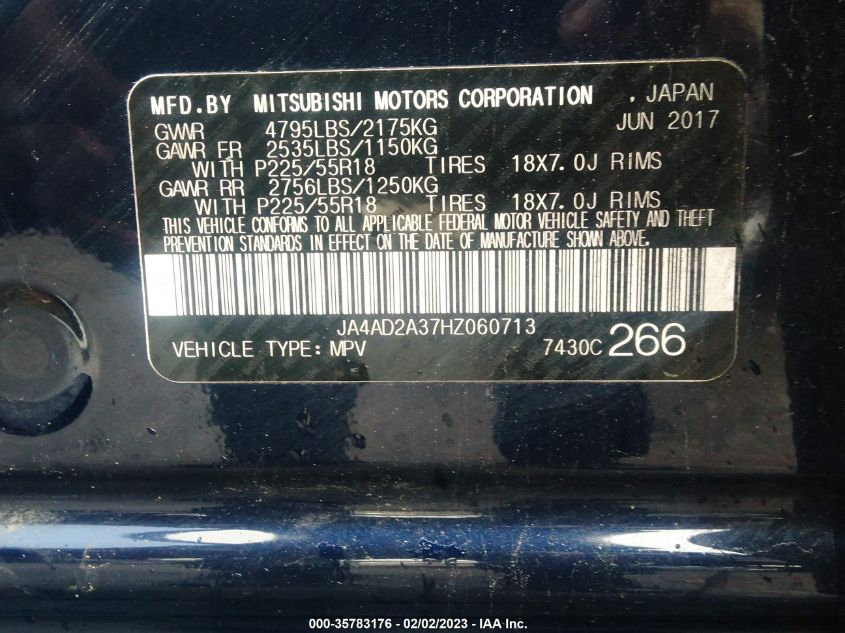 MFD.BY MITSUBISHI MOTORS CORPORATION , JAPAN
GVWR 4795LBS/2175KG JUN 2017
GAWR FR 2535LBS/1150KG
WITH P225/55R18 TIRES 18X7.0J RIMS
GAWR RR 2756LBS/1250KG
WITH P225/55R18 TIRES 18X7.0J RIMS
THIS VEHICLE CONFORMS TO ALL APPLICABLE FEDERAL MOTOR VEHICLE SAFETY AND THEFT
PREVENTION STANDARDS IN EFFECT ON THE DATE OF MANUFACTURE SHOWN ABOVE.
JA4AD2A37HZ060713
VEHICLE TYPE: MPV 7430C 266
000-35783176 - 02/02/2023 - IAA Inc.